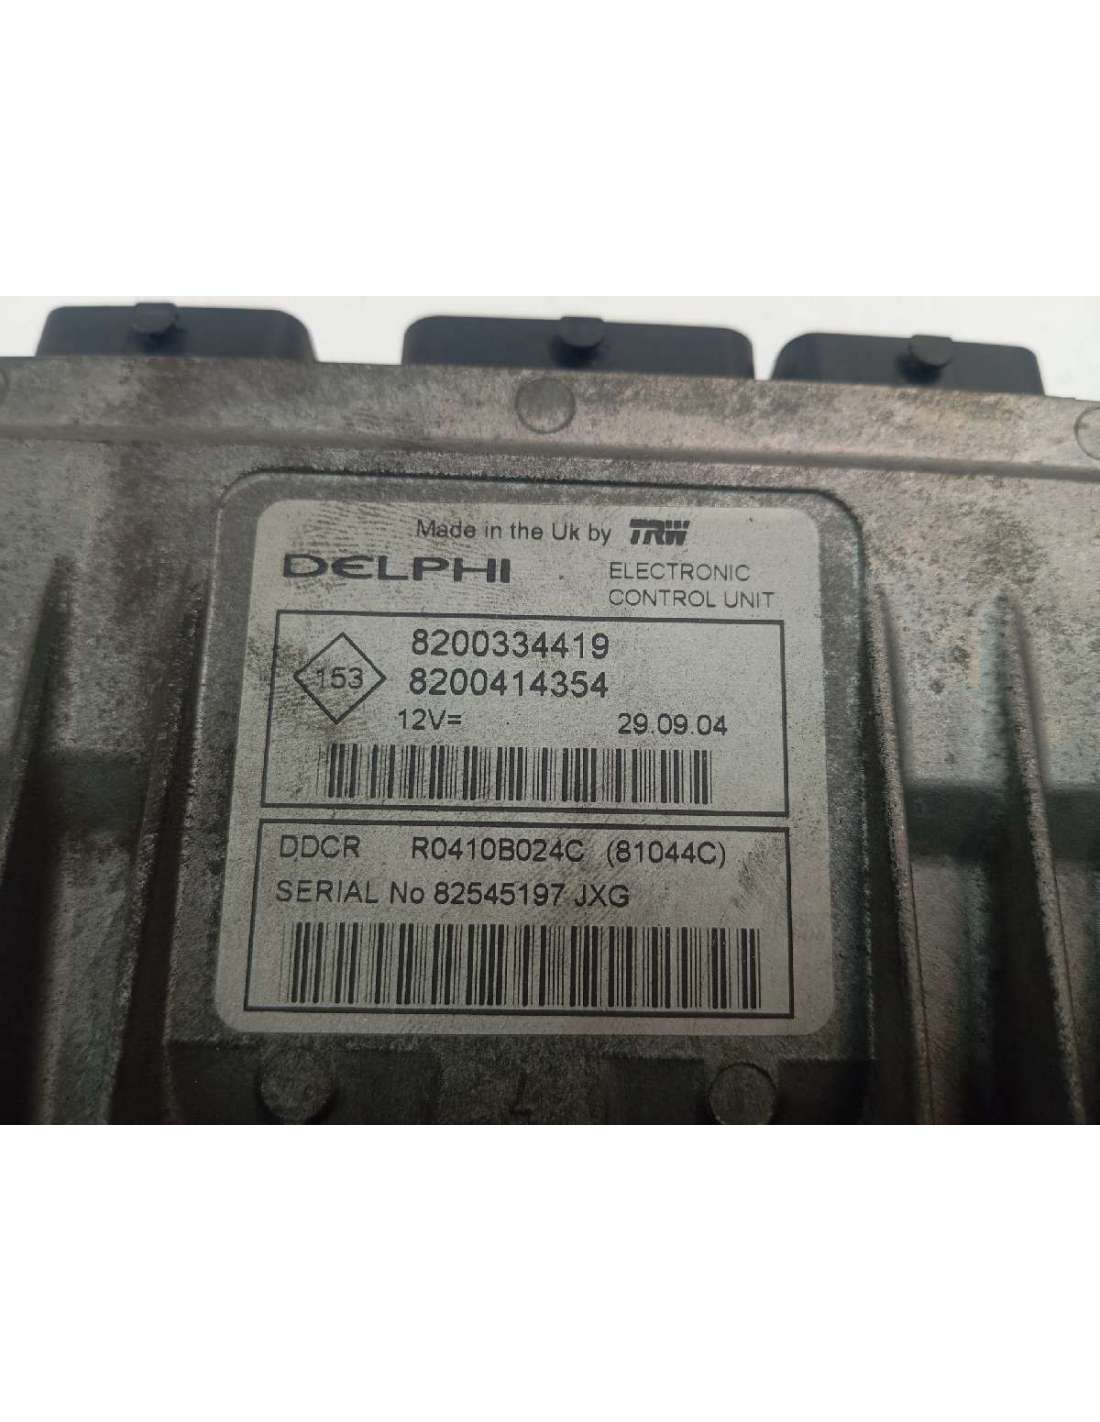 Made in the Uk by TRW
DELPHI
ELECTRONIC
CONTROL UNIT
153
8200334419
8200414354
12V=
29.09.04
DDCR R0410B024C (81044C)
SERIAL No 82545197 JXG